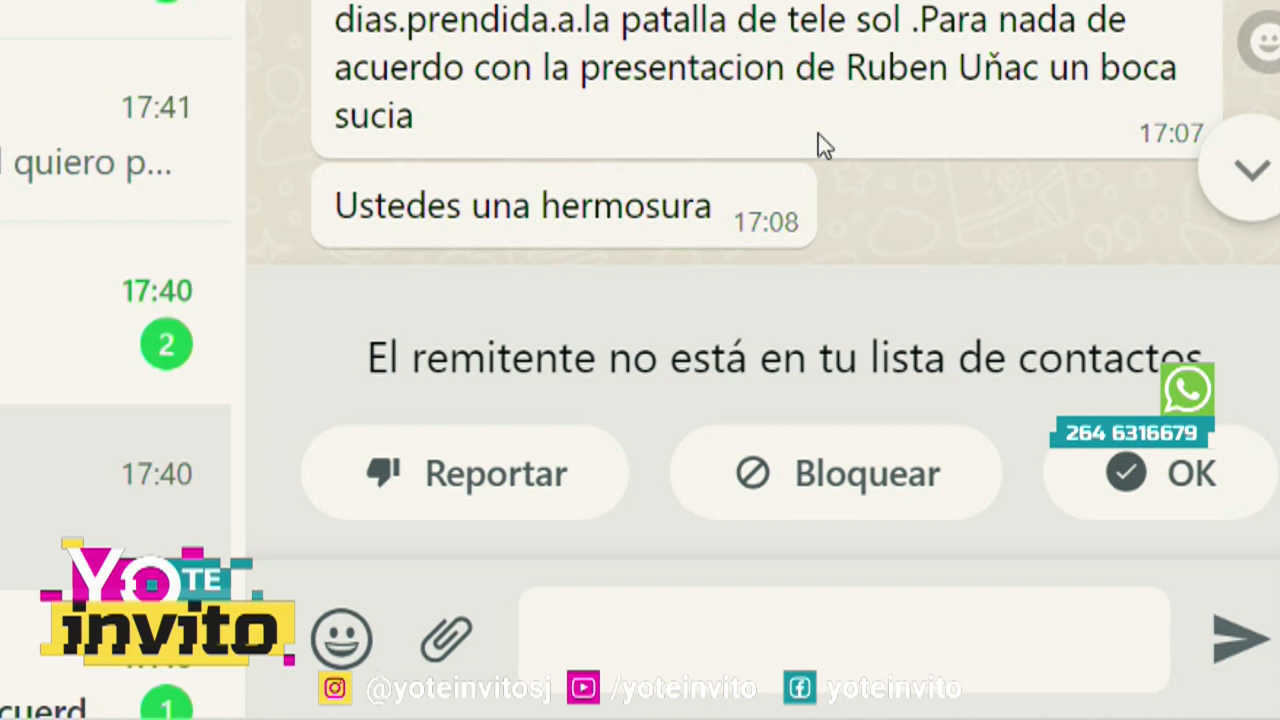 dias.prendida.a.la patalla de tele sol .Para nada de
acuerdo con la presentacion de Ruben Uňac un boca
sucia
17:07
Ustedes una hermosura 17:08
17:41
quiero p...
17:40
2
17:40
El remitente no está en tu lista de contactos
264 6316679
Reportar
Bloquear
OK
YO TE
invito
@yoteinvitosj
/yoteinvito
yoteinvito
cuerd
1